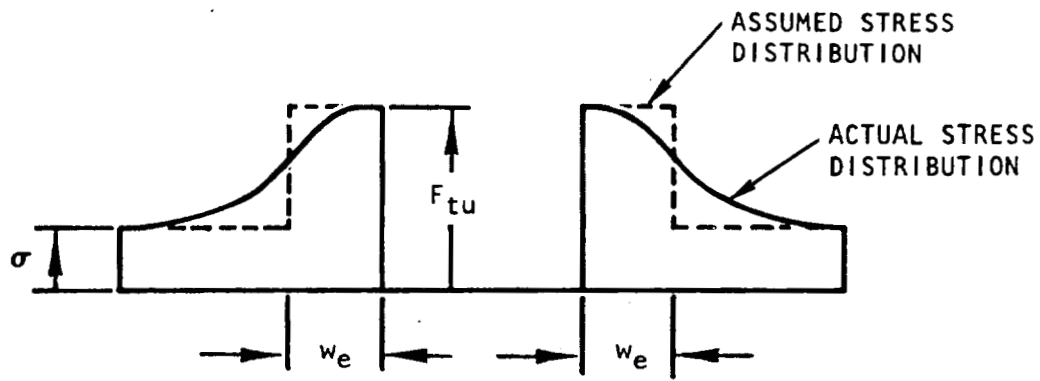 ASSUMED STRESS
DISTRIBUTION
ACTUAL STRESS
DISTRIBUTION
F_tu
σ
w_e
w_e